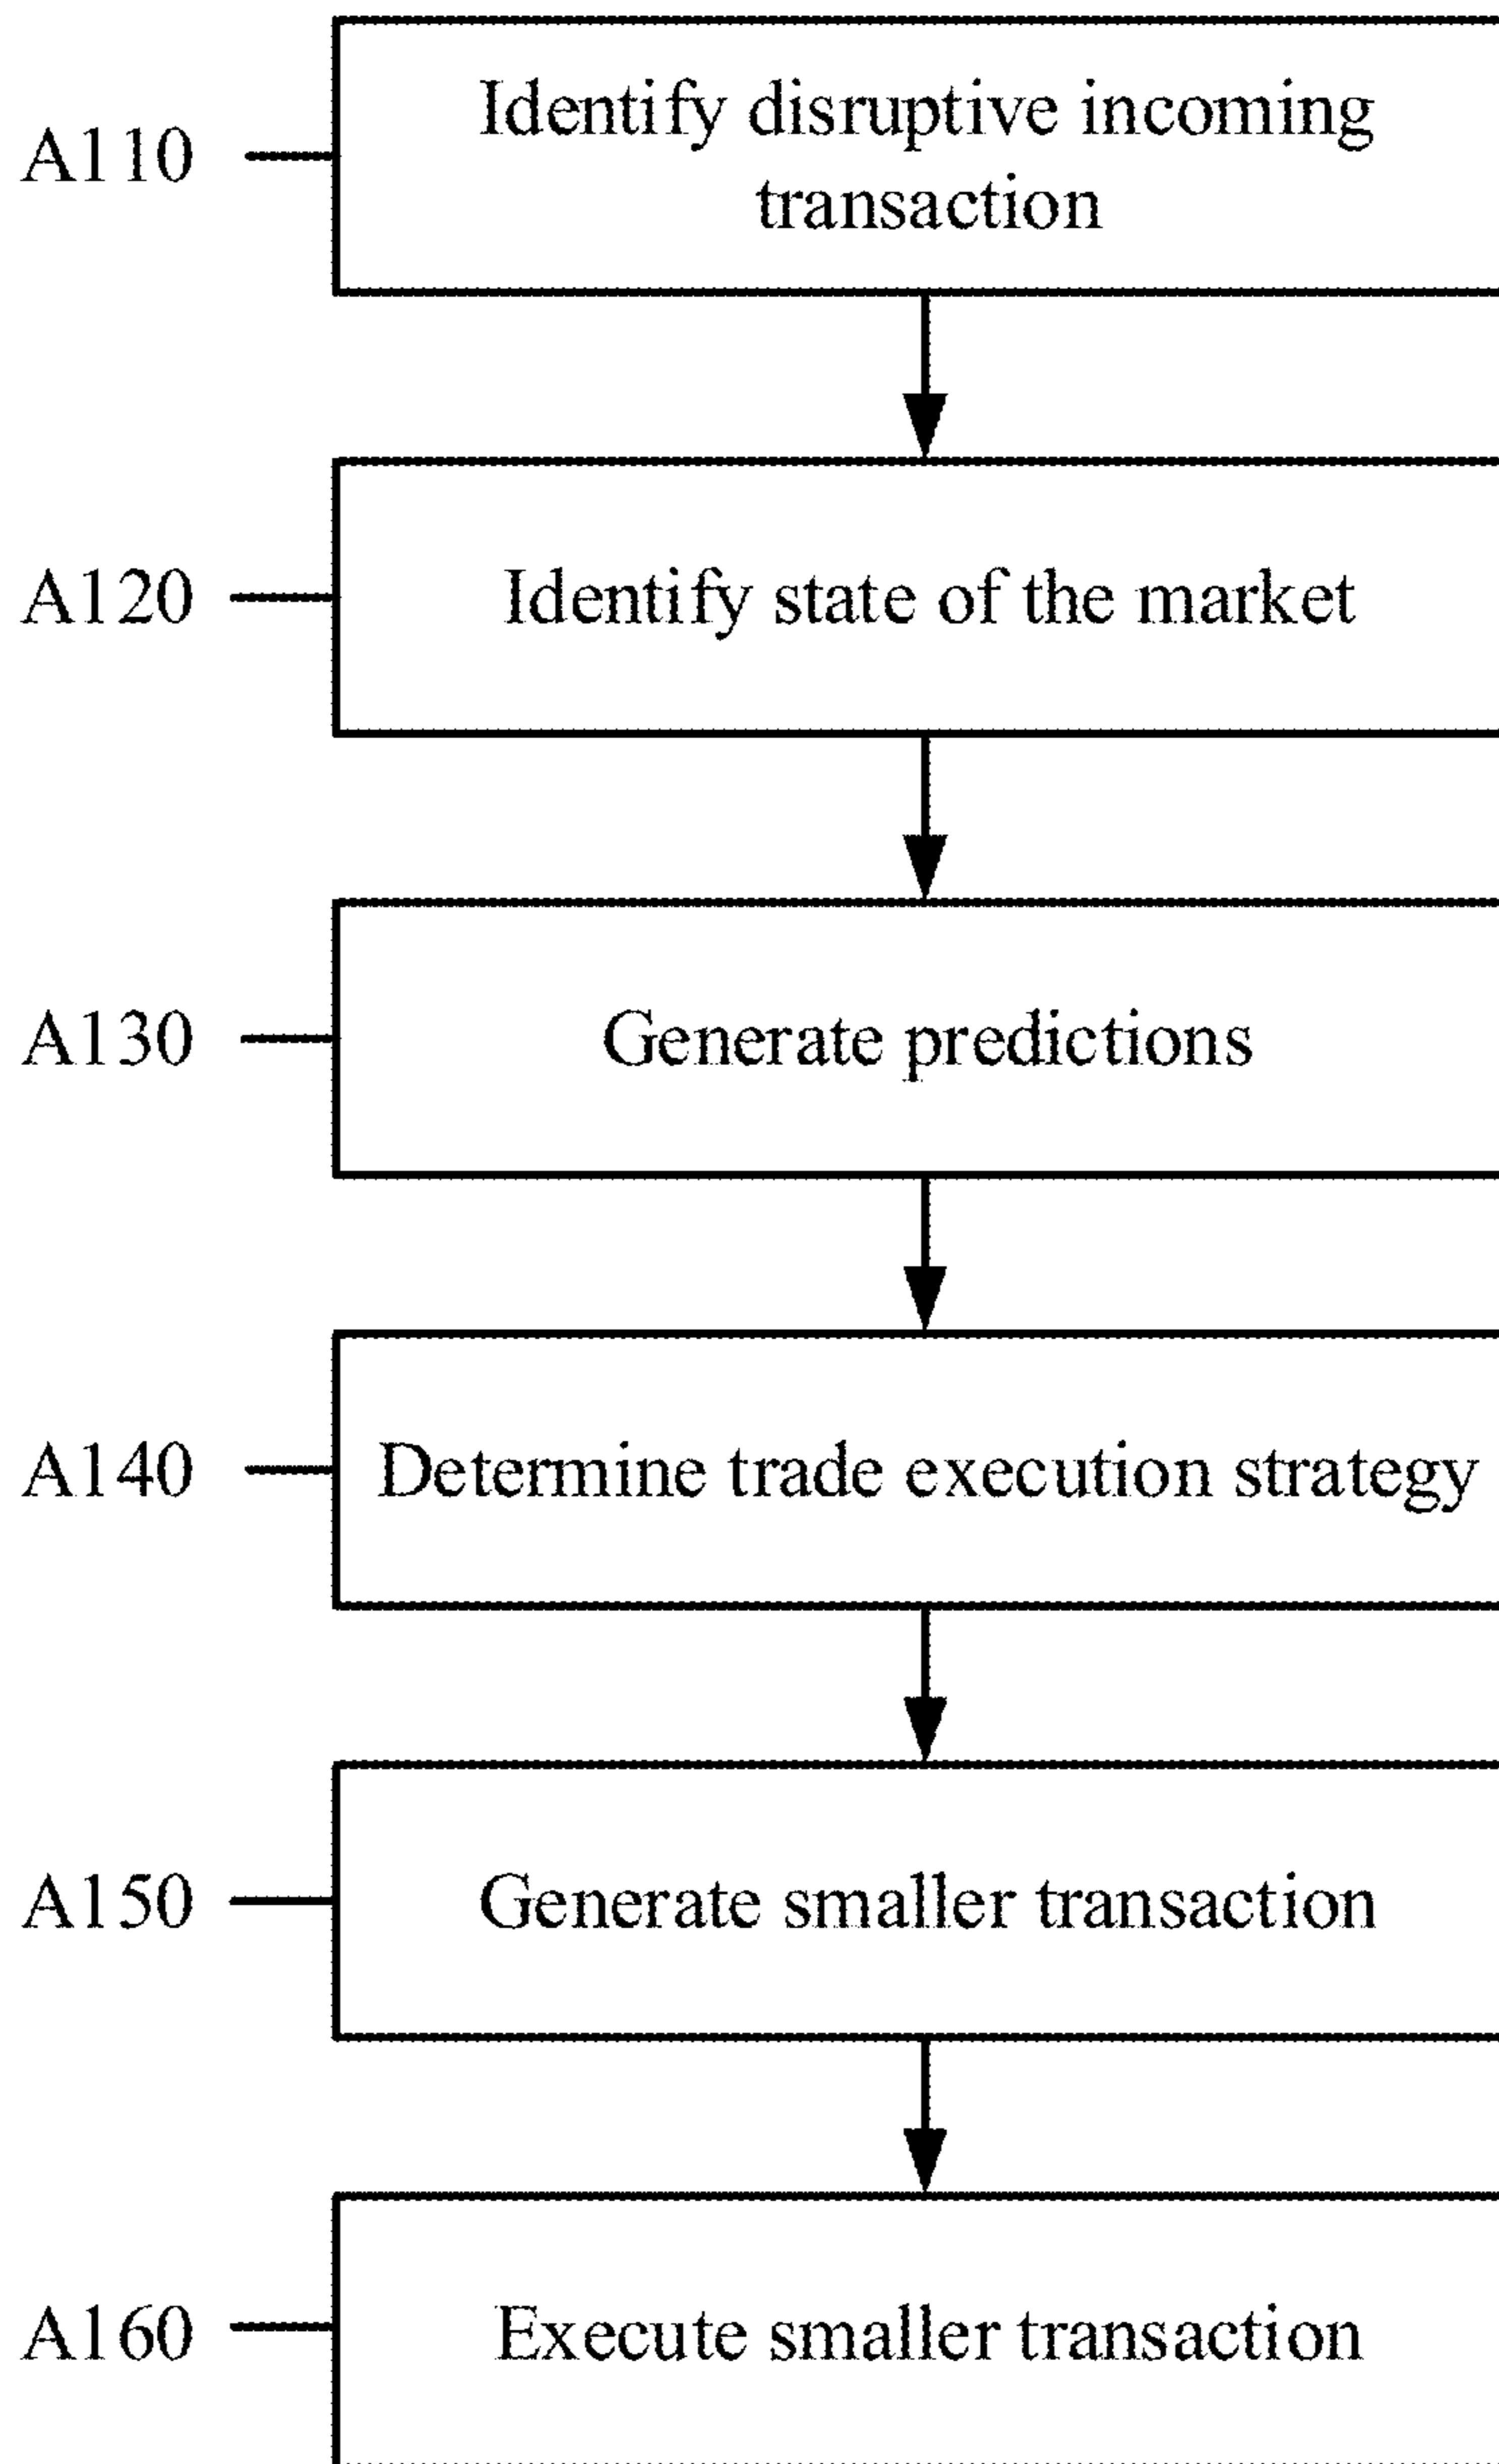 A110
Identify disruptive incoming
transaction
A120
Identify state of the market
A130
Generate predictions
A140
Determine trade execution strategy
A150
Generate smaller transaction
A160
Execute smaller transaction